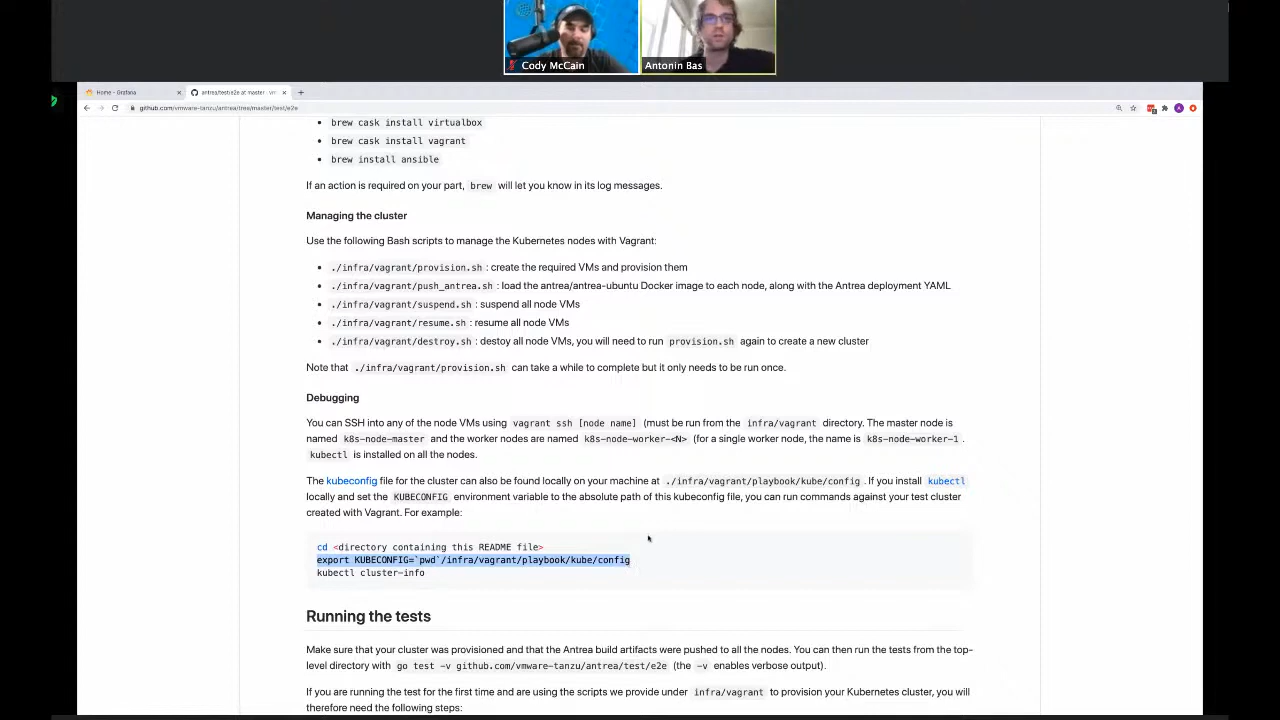 Cody McCain
Antonin Bas
Home - Grafana
antrea/test/e2e at master · vm
github.com/vmware-tanzu/antrea/tree/master/test/e2e
brew cask install virtualbox
brew cask install vagrant
brew install ansible
If an action is required on your part, brew will let you know in its log messages.
Managing the cluster
Use the following Bash scripts to manage the Kubernetes nodes with Vagrant:
./infra/vagrant/provision.sh : create the required VMs and provision them
./infra/vagrant/push_antrea.sh : load the antrea/antrea-ubuntu Docker image to each node, along with the Antrea deployment YAML
./infra/vagrant/suspend.sh : suspend all node VMs
./infra/vagrant/resume.sh : resume all node VMs
./infra/vagrant/destroy.sh : destoy all node VMs, you will need to run provision.sh again to create a new cluster
Note that ./infra/vagrant/provision.sh can take a while to complete but it only needs to be run once.
Debugging
You can SSH into any of the node VMs using vagrant ssh [node name] (must be run from the infra/vagrant directory. The master node is
named k8s-node-master and the worker nodes are named k8s-node-worker-<N> (for a single worker node, the name is k8s-node-worker-1 .
kubectl is installed on all the nodes.
The kubeconfig file for the cluster can also be found locally on your machine at ./infra/vagrant/playbook/kube/config . If you install kubectl
locally and set the KUBECONFIG environment variable to the absolute path of this kubeconfig file, you can run commands against your test cluster
created with Vagrant. For example:
cd <directory containing this README file>
export KUBECONFIG=`pwd`/infra/vagrant/playbook/kube/config
kubectl cluster-info
Running the tests
Make sure that your cluster was provisioned and that the Antrea build artifacts were pushed to all the nodes. You can then run the tests from the top-
level directory with go test -v github.com/vmware-tanzu/antrea/test/e2e (the -v enables verbose output).
If you are running the test for the first time and are using the scripts we provide under infra/vagrant to provision your Kubernetes cluster, you will
therefore need the following steps: